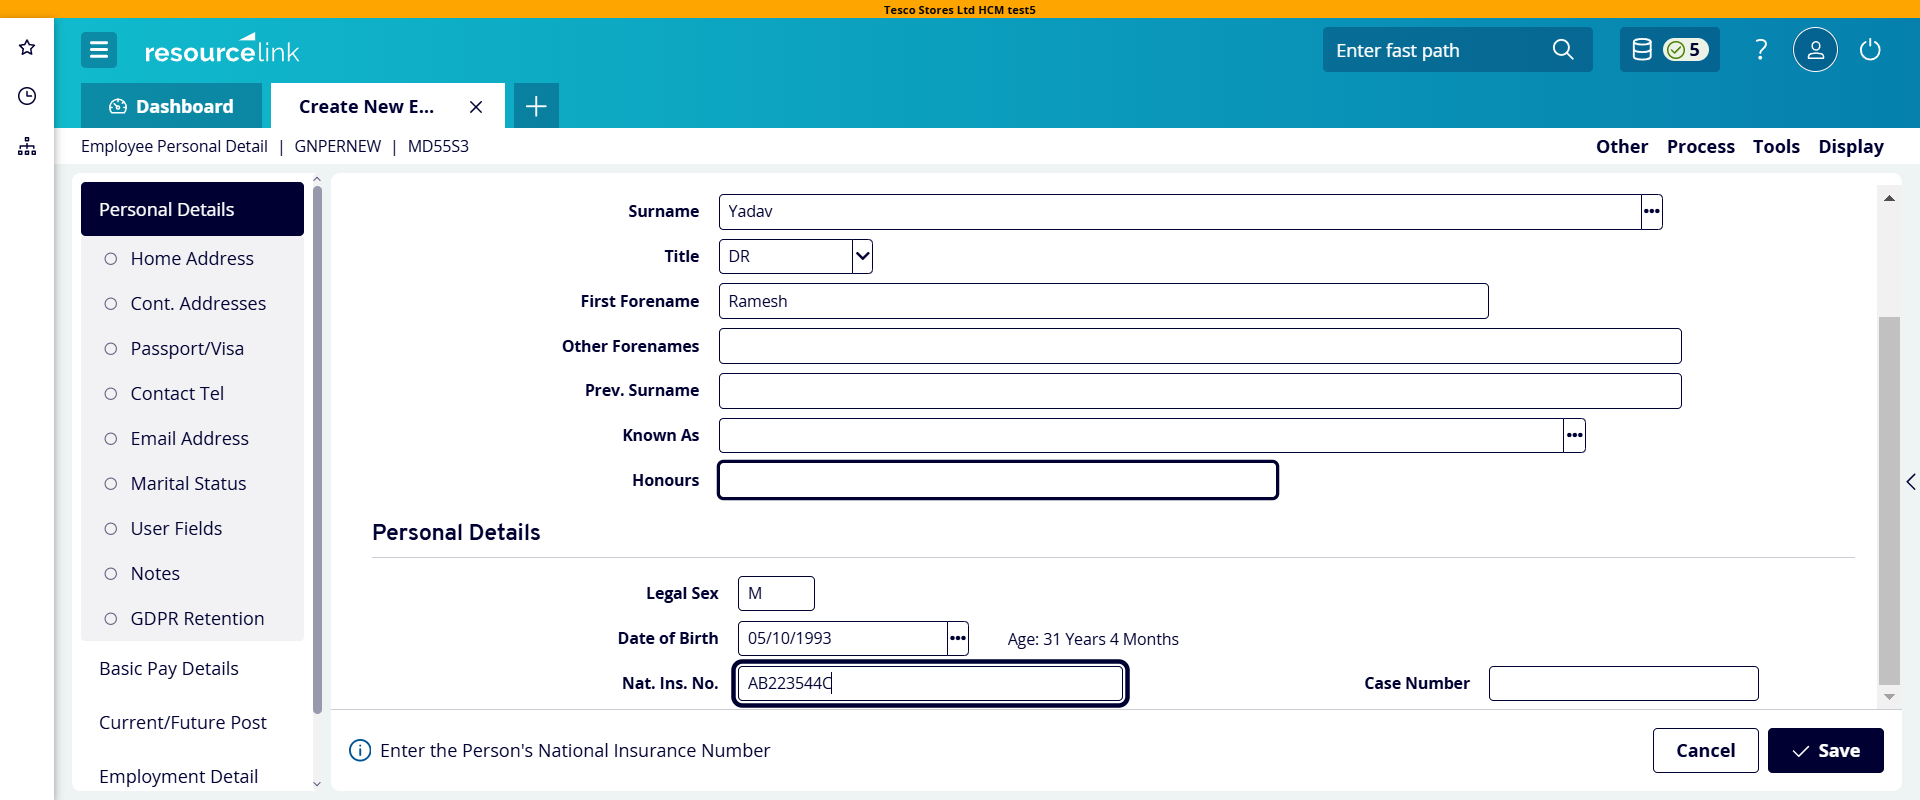 Tesco Stores Ltd HCM test5
resourcelink
Enter fast path
5
?
Dashboard
Create New E...
Employee Personal Detail | GNPERNEW | MD55S3
Other Process Tools Display
Personal Details
Home Address
Cont. Addresses
Passport/Visa
Contact Tel
Email Address
Marital Status
User Fields
Notes
GDPR Retention
Basic Pay Details
Current/Future Post
Employment Detail
Surname Yadav
Title DR
First Forename Ramesh
Other Forenames
Prev. Surname
Known As
Honours
Personal Details
Legal Sex M
Date of Birth 05/10/1993 Age: 31 Years 4 Months
Nat. Ins. No. AB223544C Case Number
Enter the Person's National Insurance Number
Cancel Save